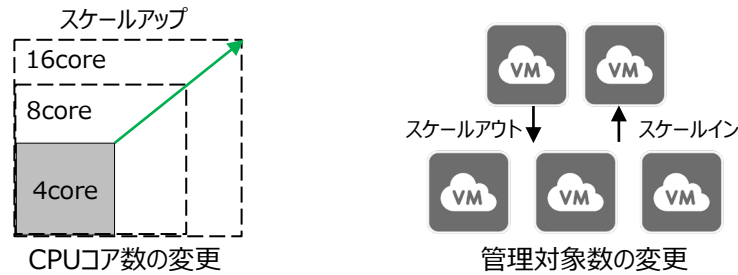 スケールアップ
16core
8core
4core
CPUコア数の変更
VM
VM
スケールアウト
スケールイン
VM
VM
VM
管理対象数の変更